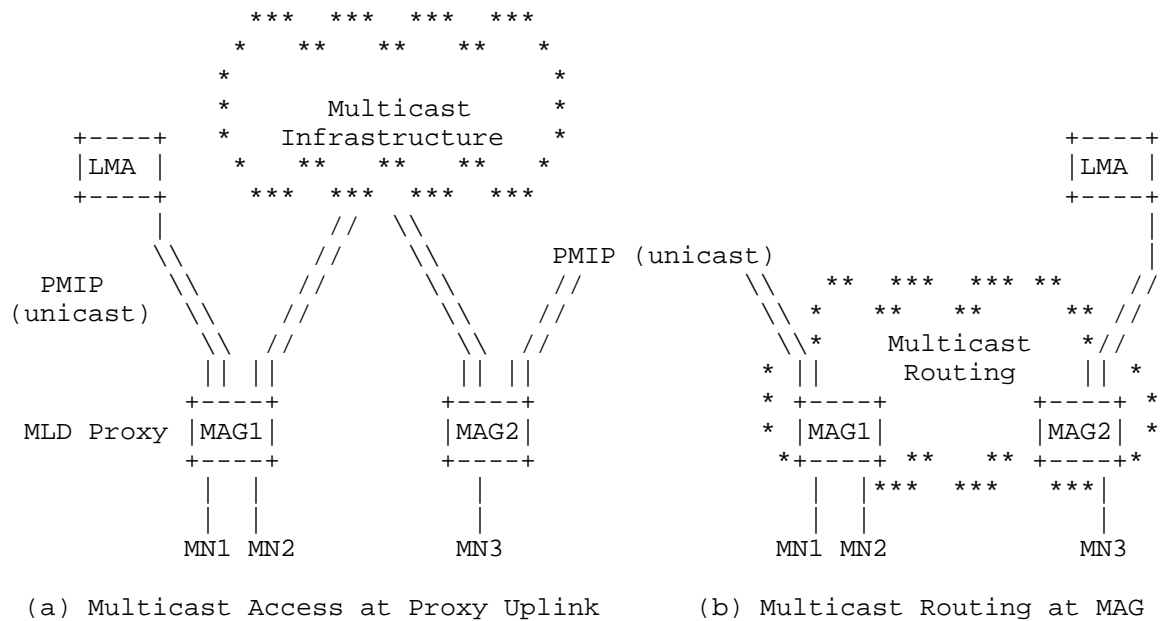 Multicast
Infrastructure
LMA
LMA
PMIP (unicast)
PMIP
(unicast)
Multicast
Routing
MLD Proxy MAG1 MAG2 MAG1 MAG2
MN1 MN2 MN3 MN1 MN2 MN3
(a) Multicast Access at Proxy Uplink (b) Multicast Routing at MAG